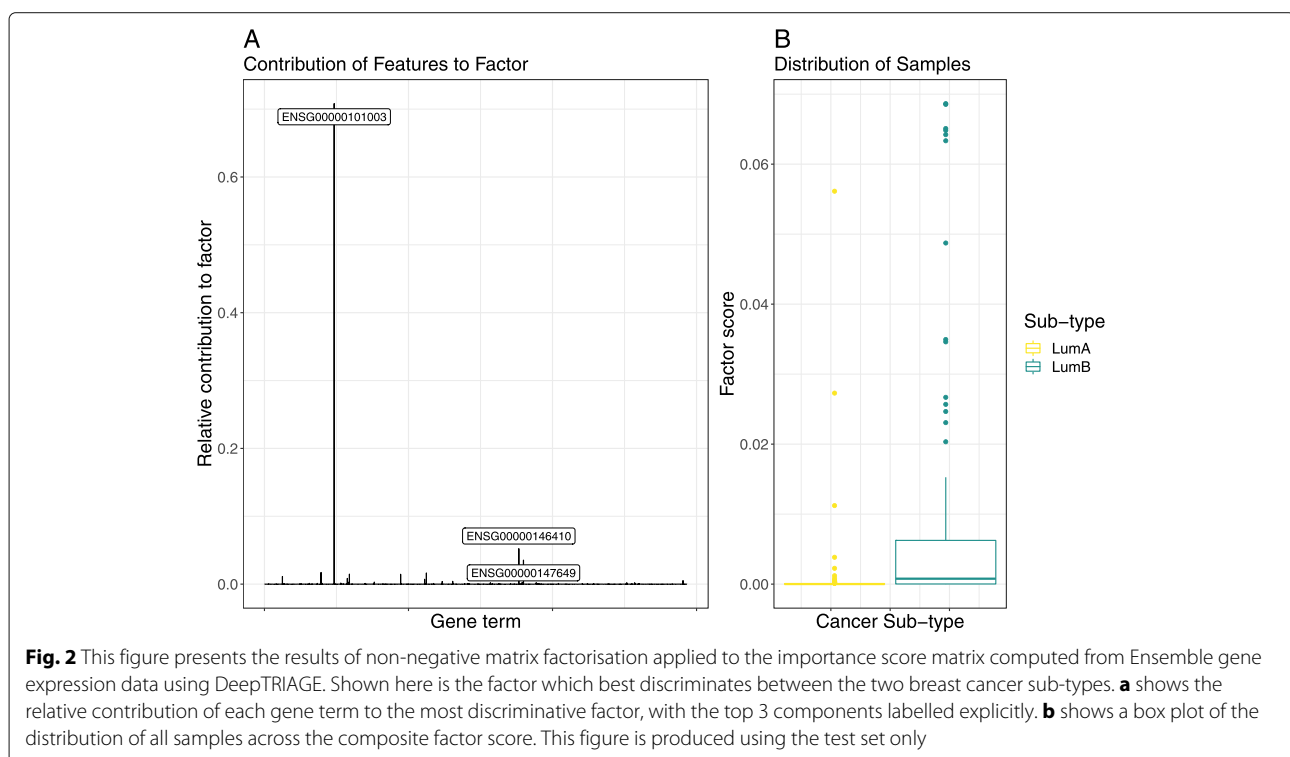 A
Contribution of Features to Factor
Relative contribution to factor
0.6
0.4
0.2
0.0
ENSG00000101003
ENSG00000146410
ENSG00000147649
Gene term
B
Distribution of Samples
Factor score
0.06
0.04
0.02
0.00
Cancer Sub−type
Sub−type
LumA
LumB
Fig. 2 This figure presents the results of non-negative matrix factorisation applied to the importance score matrix computed from Ensemble gene
expression data using DeepTRIAGE. Shown here is the factor which best discriminates between the two breast cancer sub-types. a shows the
relative contribution of each gene term to the most discriminative factor, with the top 3 components labelled explicitly. b shows a box plot of the
distribution of all samples across the composite factor score. This figure is produced using the test set only